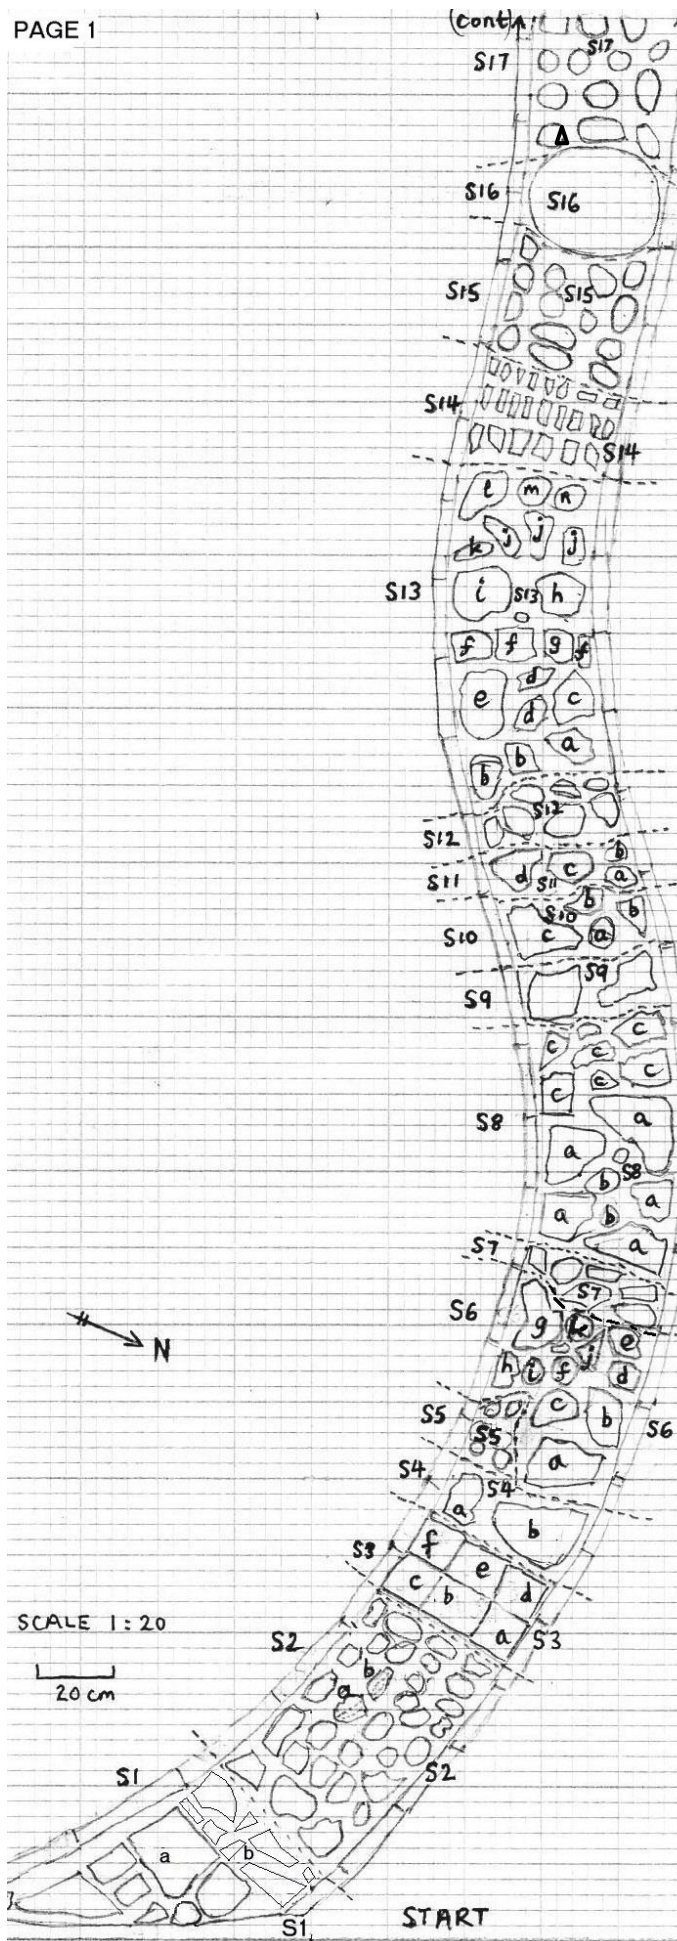 PAGE 1
(cont)
S17
S17
S16
S16
S15
S15
S14
S14
l m n
k j j j
S13
i S13 h
f f g f
d
e c
d
a
b
b
S12
S12
b
S11 d S11 c a
b
S10 b
S10 c a
S9
S9
c
c c
c
c c
S8 a
a
S8
b
a
a b
S7 a
S7
S6
g k e
j
h i f d
S5 c b
S5 S6
a
S4 S4
a b
S3 f e
c b d
SCALE 1:20
S2 a S3
20 cm b
a
S1 S2
a b
S1 START
N